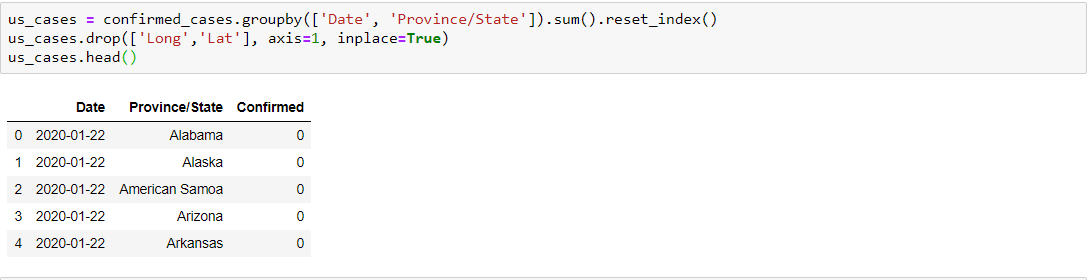 us_cases = confirmed_cases.groupby(['Date', 'Province/State']).sum().reset_index()
us_cases.drop(['Long','Lat'], axis=1, inplace=True)
us_cases.head()
Date Province/State Confirmed
0 2020-01-22 Alabama 0
1 2020-01-22 Alaska 0
2 2020-01-22 American Samoa 0
3 2020-01-22 Arizona 0
4 2020-01-22 Arkansas 0